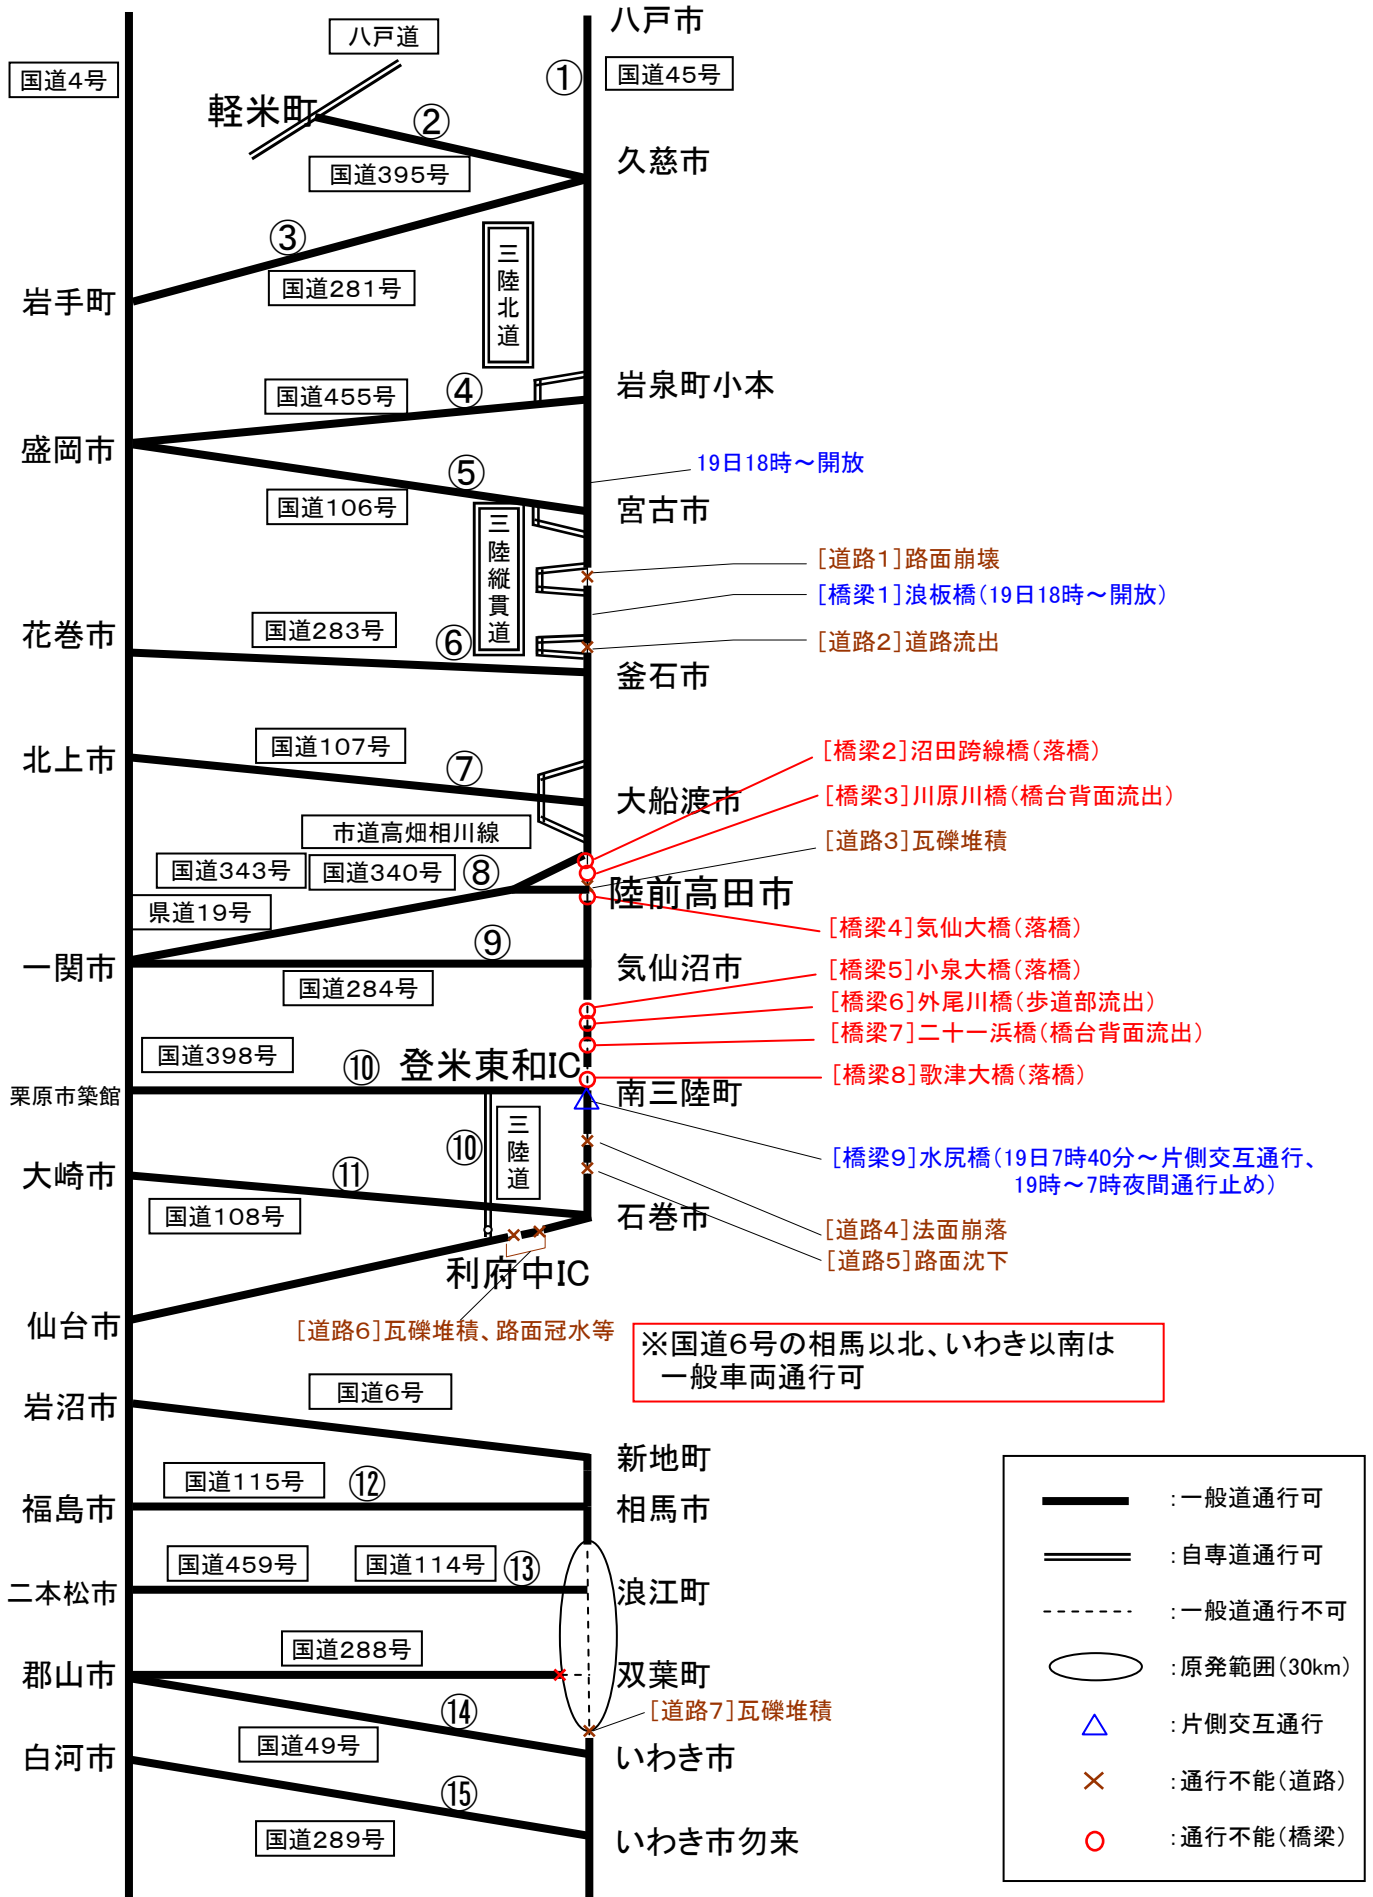 八戸市
八戸道
国道4号
①
国道45号
軽米町
②
久慈市
国道395号
③
三陸北道
国道281号
岩手町
岩泉町小本
国道455号
④
盛岡市
19日18時～開放
⑤
国道106号
宮古市
三陸縦貫道
[道路1]路面崩壊
[橋梁1]浪板橋(19日18時～開放)
花巻市
国道283号
⑥
[道路2]道路流出
釜石市
国道107号
北上市
⑦
[橋梁2]沼田跨線橋(落橋)
大船渡市
[橋梁3]川原川橋(橋台背面流出)
市道高畑相川線
[道路3]瓦礫堆積
国道343号
国道340号
⑧
陸前高田市
県道19号
[橋梁4]気仙大橋(落橋)
⑨
一関市
気仙沼市
[橋梁5]小泉大橋(落橋)
国道284号
[橋梁6]外尾川橋(歩道部流出)
[橋梁7]二十一浜橋(橋台背面流出)
国道398号
⑩
登米東和IC
[橋梁8]歌津大橋(落橋)
栗原市築館
南三陸町
⑩
三陸道
[橋梁9]水尻橋(19日7時40分～片側交互通行、
19時～7時夜間通行止め)
大崎市
⑪
国道108号
石巻市
[道路4]法面崩落
[道路5]路面沈下
利府中IC
仙台市
[道路6]瓦礫堆積、路面冠水等
※国道6号の相馬以北、いわき以南は
一般車両通行可
国道6号
岩沼市
新地町
国道115号
⑫
福島市
相馬市
:一般道通行可
国道459号
国道114号
⑬
:自専道通行可
二本松市
浪江町
:一般道通行不可
国道288号
郡山市
双葉町
:原発範囲(30km)
[道路7]瓦礫堆積
⑭
:片側交互通行
国道49号
白河市
いわき市
⑮
:通行不能(道路)
国道289号
いわき市勿来
:通行不能(橋梁)